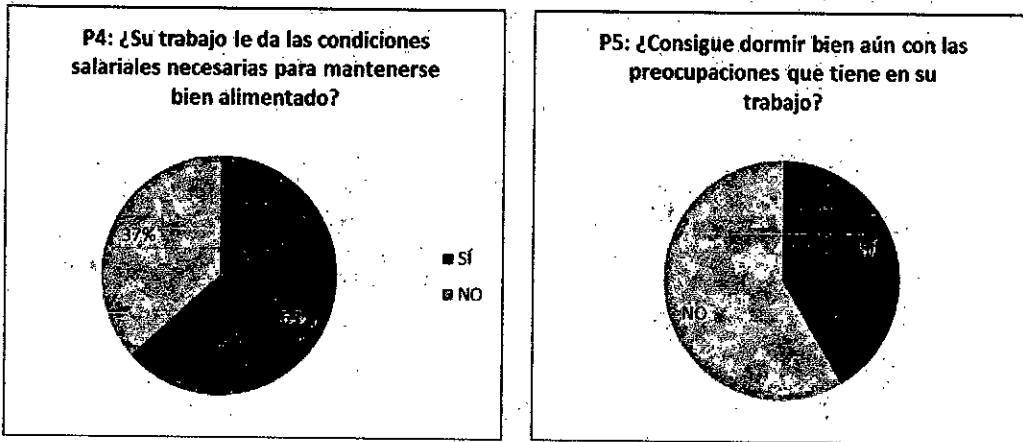 P4: ¿Su trabajo le da las condiciones
salariales necesarias para mantenerse
bien alimentado?
37%
SÍ
NO
P5: ¿Consigue dormir bien aún con las
preocupaciones que tiene en su
trabajo?
SÍ
NO